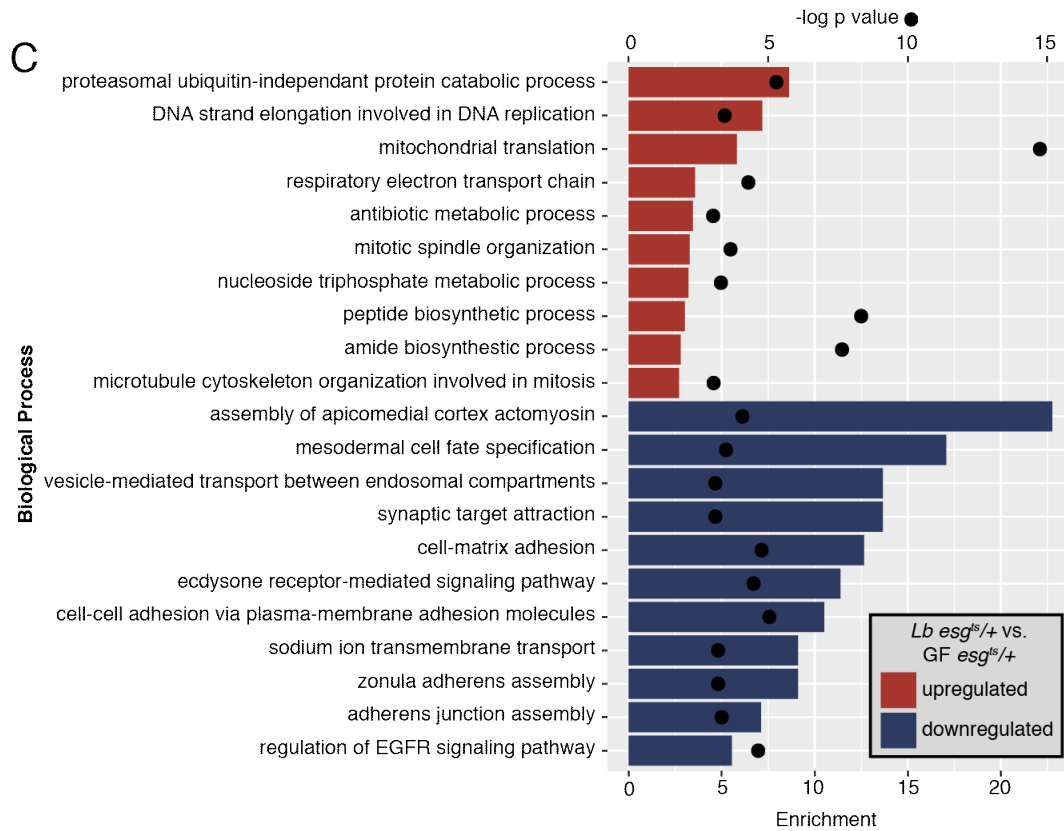 C
-log p value
0 5 10 15
proteasomal ubiquitin-independant protein catabolic process
DNA strand elongation involved in DNA replication
mitochondrial translation
respiratory electron transport chain
antibiotic metabolic process
mitotic spindle organization
nucleoside triphosphate metabolic process
peptide biosynthetic process
amide biosynthestic process
microtubule cytoskeleton organization involved in mitosis
assembly of apicomedial cortex actomyosin
mesodermal cell fate specification
vesicle-mediated transport between endosomal compartments
synaptic target attraction
cell-matrix adhesion
ecdysone receptor-mediated signaling pathway
cell-cell adhesion via plasma-membrane adhesion molecules
sodium ion transmembrane transport
zonula adherens assembly
adherens junction assembly
regulation of EGFR signaling pathway
Biological Process
Lb esg^ts/+ vs.
GF esg^ts/+
upregulated
downregulated
0 5 10 15 20
Enrichment